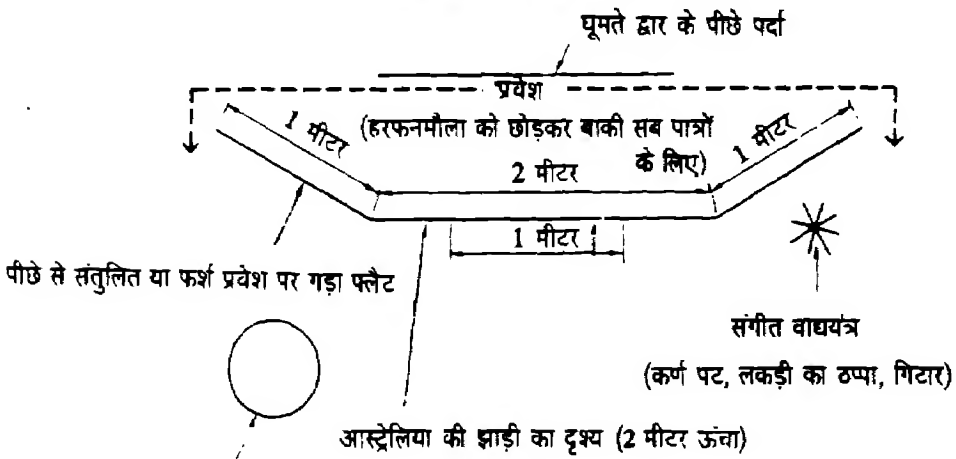 घूमते द्वार के पीछे पर्दा
प्रवेश
1 मीटर
(हरफनमौला को छोड़कर बाकी सब पात्रों
के लिए)
1 मीटर
2 मीटर
1 मीटर
पीछे से संतुलित या फर्श प्रवेश पर गड़ा फ्लैट
संगीत वाद्ययंत्र
(कर्ण पट, लकड़ी का ठप्पा, गिटार)
आस्ट्रेलिया की झाड़ी का दृश्य (2 मीटर ऊंचा)